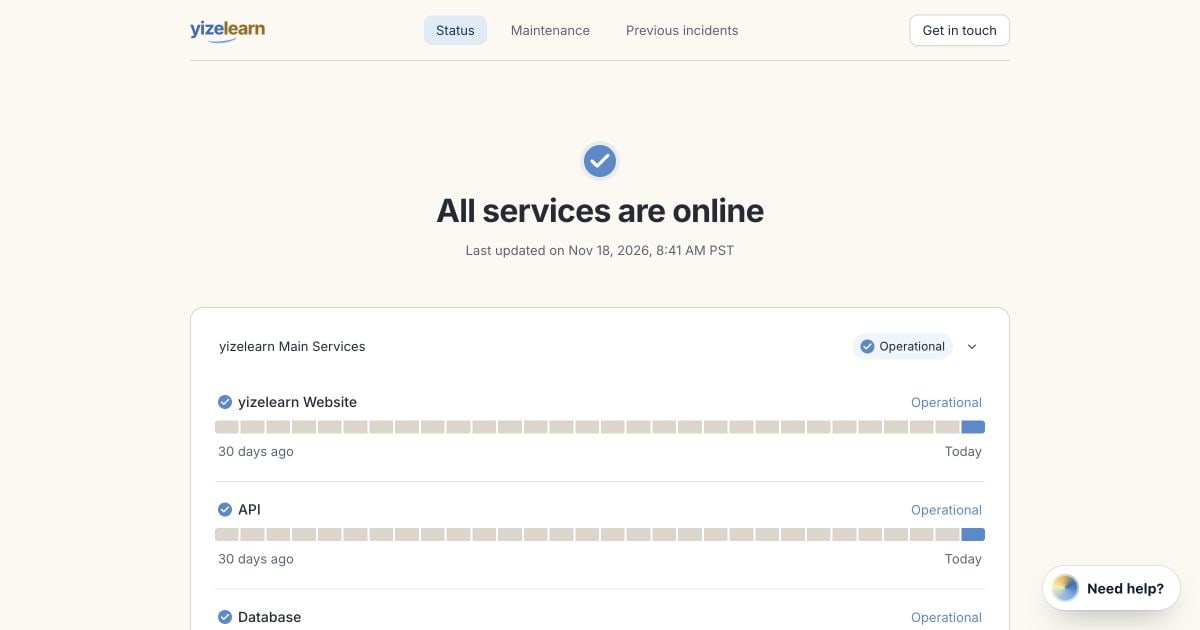 yizelearn
Status
Maintenance
Previous incidents
Get in touch
All services are online
Last updated on Nov 18, 2026, 8:41 AM PST
yizelearn Main Services
Operational
yizelearn Website
Operational
30 days ago
Today
API
Operational
30 days ago
Today
Database
Operational
Need help?